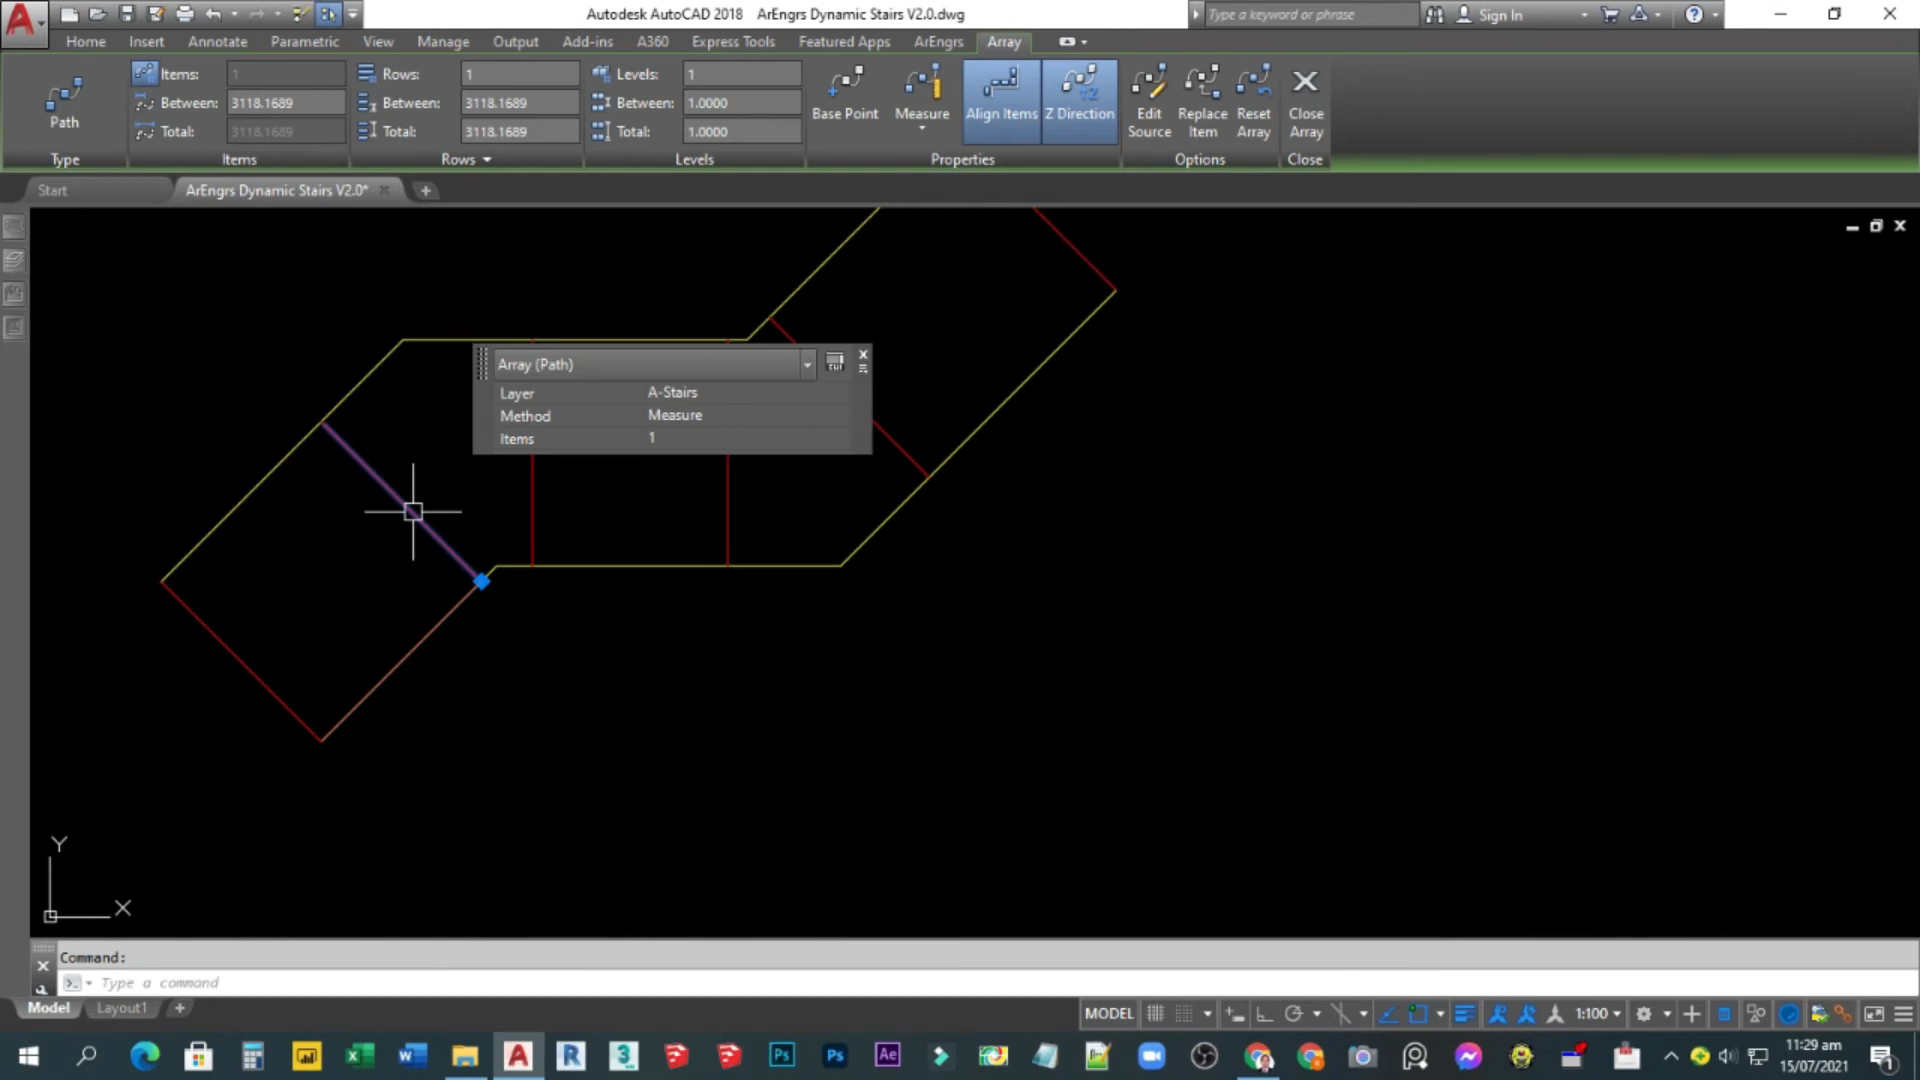 Autodesk AutoCAD 2018 ArEngrs Dynamic Stairs V2.0.dwg
Type a keyword or phrase
Sign In
Home Insert Annotate Parametric View Manage Output Add-ins A360 Express Tools Featured Apps ArEngrs Array
Items: 1 Rows: 1 Levels: 1
Path Between: 3118.1689 Between: 3118.1689 Between: 1.0000
Total: 3118.1689 Total: 3118.1689 Total: 1.0000
Base Point Measure Align Items Z Direction
Edit Source Replace Item Reset Array Close Array
Type Items Rows Levels Properties Options Close
Start ArEngrs Dynamic Stairs V2.0*
Array (Path)
Layer A-Stairs
Method Measure
Items 1
Y
X
Command:
Type a command
Model Layout1
MODEL 1:100
11:29 am
15/07/2021